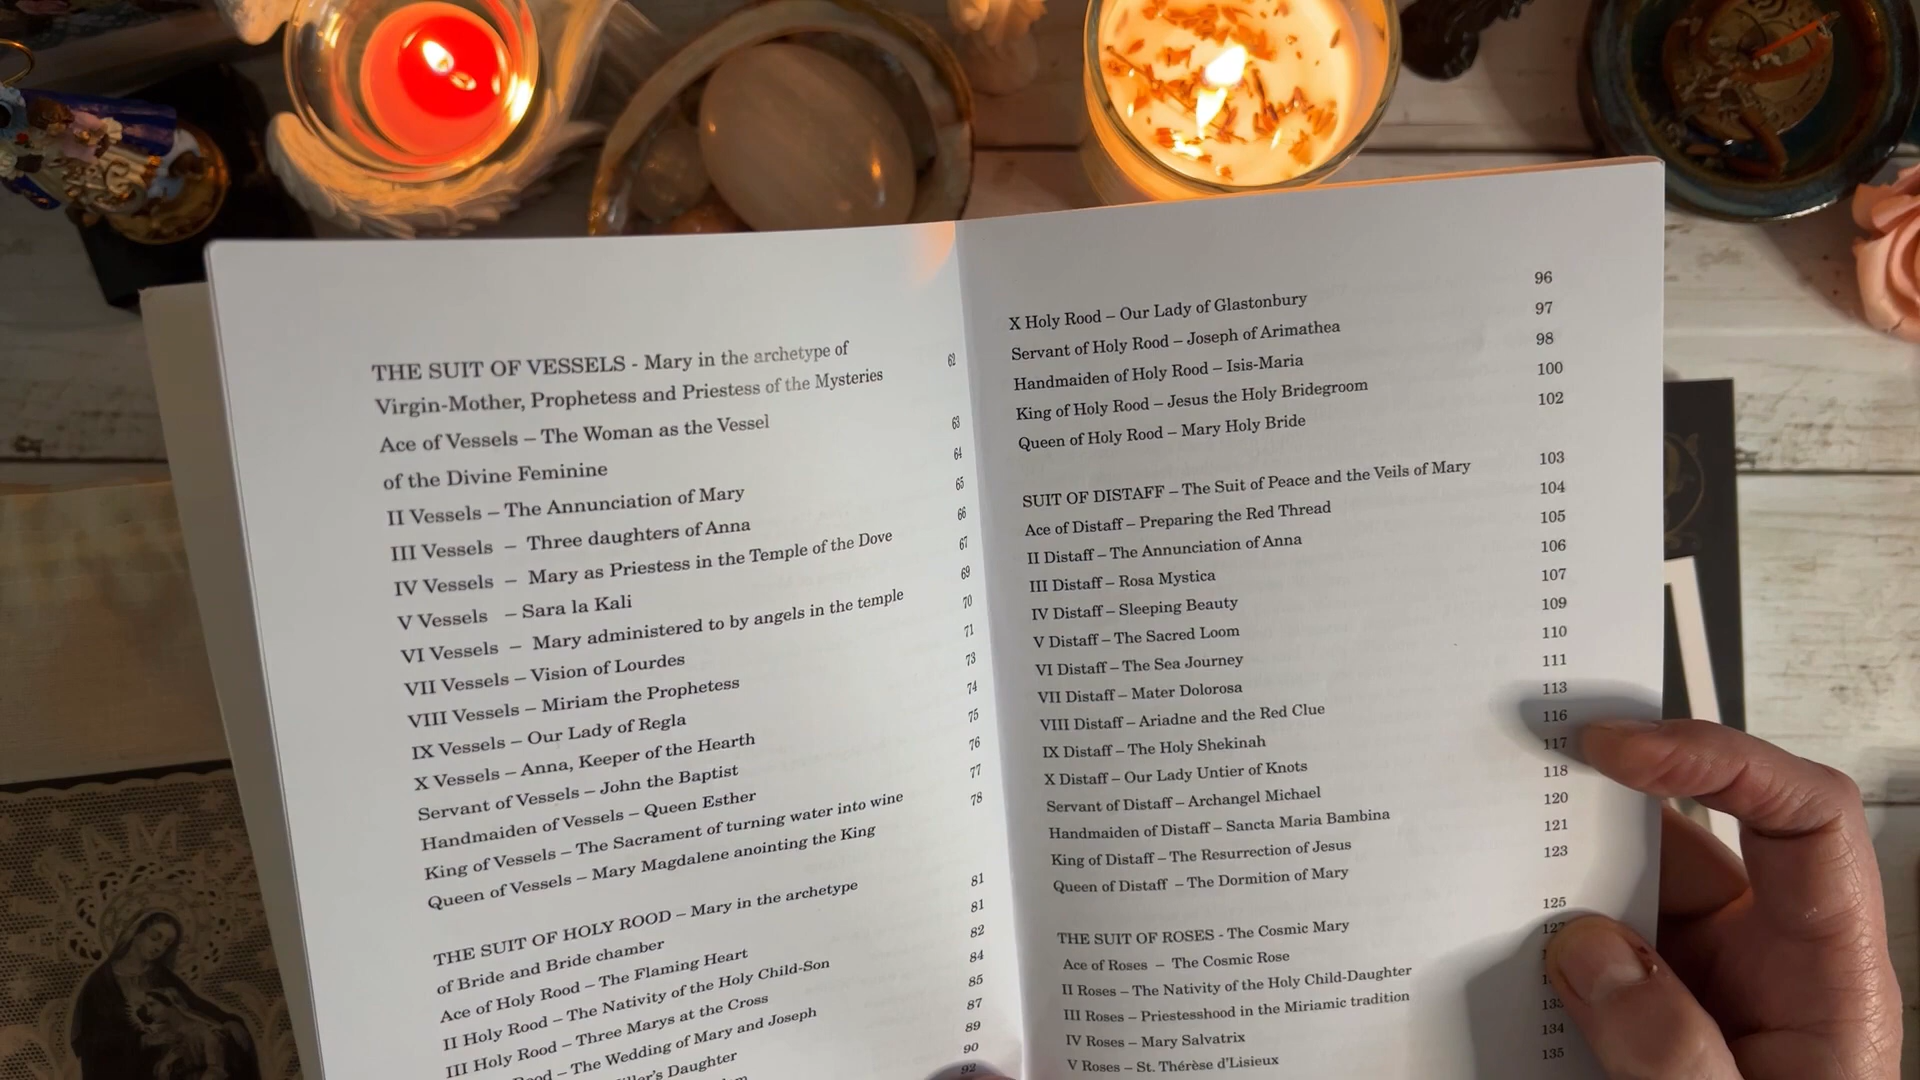 THE SUIT OF VESSELS - Mary in the archetype of 62
Virgin-Mother, Prophetess and Priestess of the Mysteries
Ace of Vessels – The Woman as the Vessel 63
of the Divine Feminine 64
II Vessels – The Annunciation of Mary 65
III Vessels – Three daughters of Anna 66
IV Vessels – Mary as Priestess in the Temple of the Dove 67
V Vessels – Sara la Kali 69
VI Vessels – Mary administered to by angels in the temple 70
VII Vessels – Vision of Lourdes 71
VIII Vessels – Miriam the Prophetess 73
IX Vessels – Our Lady of Regla 74
X Vessels – Anna, Keeper of the Hearth 75
Servant of Vessels – John the Baptist 76
Handmaiden of Vessels – Queen Esther 77
King of Vessels – The Sacrament of turning water into wine 78
Queen of Vessels – Mary Magdalene anointing the King
THE SUIT OF HOLY ROOD – Mary in the archetype 81
of Bride and Bride chamber 81
Ace of Holy Rood – The Flaming Heart 82
II Holy Rood – The Nativity of the Holy Child-Son 84
III Holy Rood – Three Marys at the Cross 85
Rood – The Wedding of Mary and Joseph 87
Daughter 89
90
92
X Holy Rood – Our Lady of Glastonbury 96
Servant of Holy Rood – Joseph of Arimathea 97
Handmaiden of Holy Rood – Isis-Maria 98
King of Holy Rood – Jesus the Holy Bridegroom 100
Queen of Holy Rood – Mary Holy Bride 102
SUIT OF DISTAFF – The Suit of Peace and the Veils of Mary 103
Ace of Distaff – Preparing the Red Thread 104
II Distaff – The Annunciation of Anna 105
III Distaff – Rosa Mystica 106
IV Distaff – Sleeping Beauty 107
V Distaff – The Sacred Loom 109
VI Distaff – The Sea Journey 110
VII Distaff – Mater Dolorosa 111
VIII Distaff – Ariadne and the Red Clue 113
IX Distaff – The Holy Shekinah 116
X Distaff – Our Lady Untier of Knots 117
Servant of Distaff – Archangel Michael 118
Handmaiden of Distaff – Sancta Maria Bambina 120
King of Distaff – The Resurrection of Jesus 121
Queen of Distaff – The Dormition of Mary 123
THE SUIT OF ROSES - The Cosmic Mary 125
Ace of Roses – The Cosmic Rose 127
II Roses – The Nativity of the Holy Child-Daughter
III Roses – Priestesshood in the Miriamic tradition 133
IV Roses – Mary Salvatrix 134
V Roses – St. Thérèse d'Lisieux 135